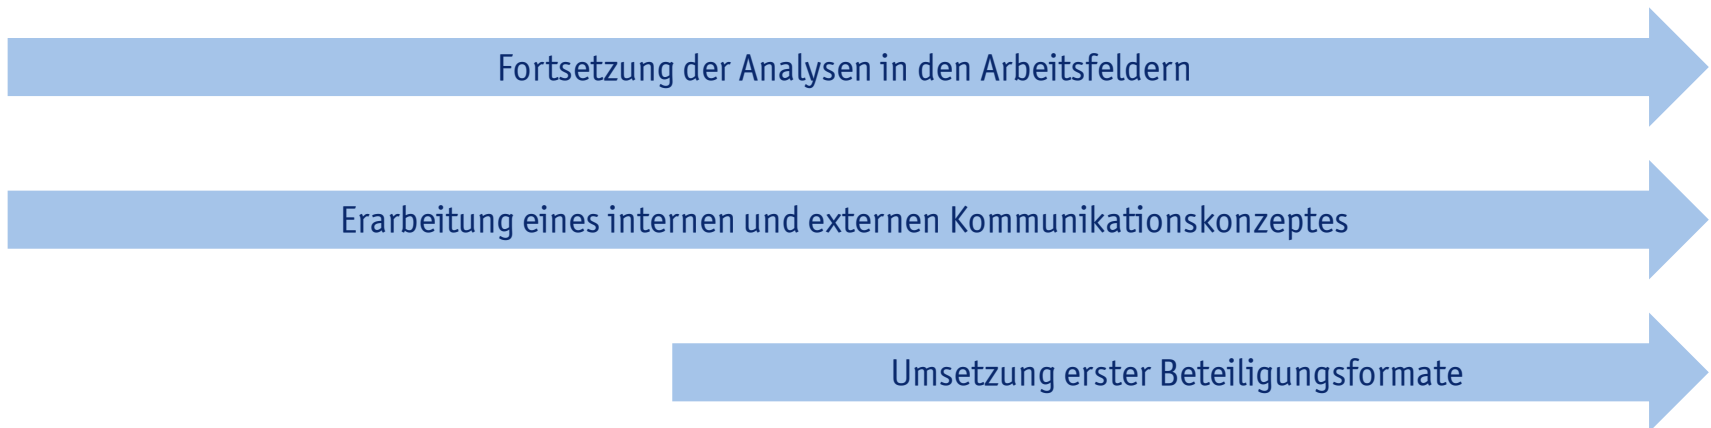 Fortsetzung der Analysen in den Arbeitsfeldern
Erarbeitung eines internen und externen Kommunikationskonzeptes
Umsetzung erster Beteiligungsformate